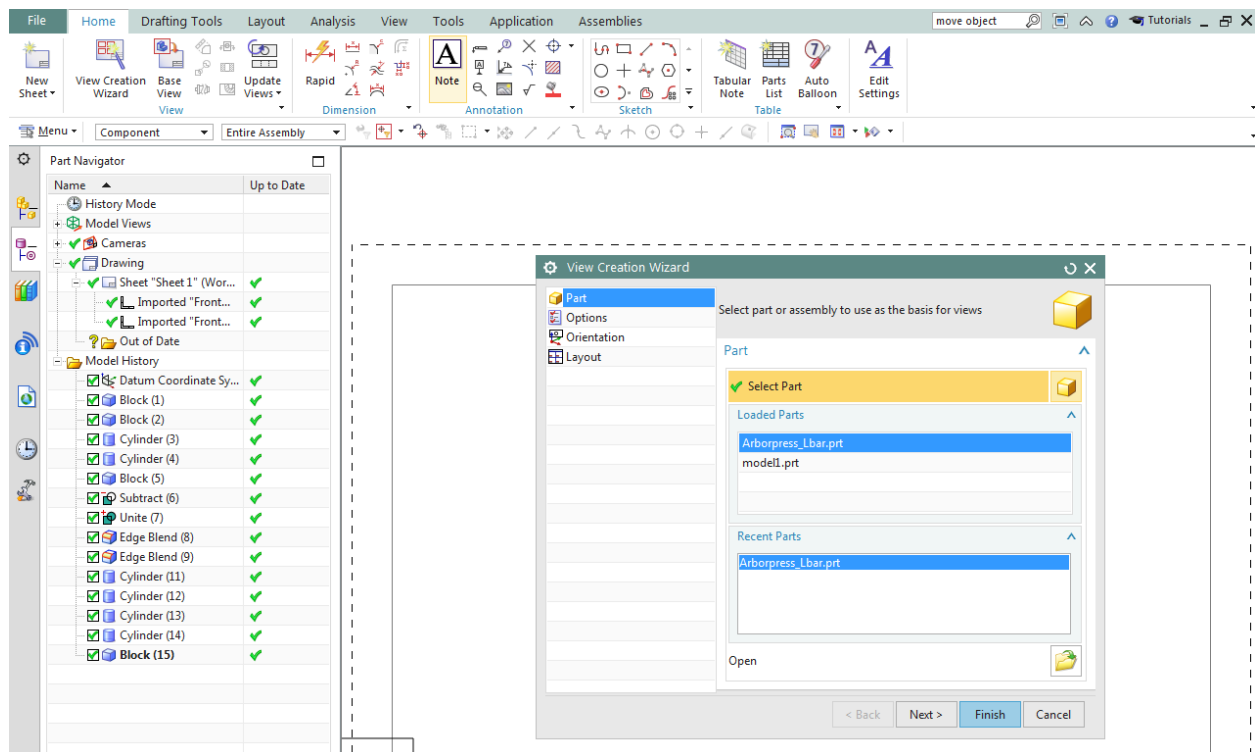 File Home Drafting Tools Layout Analysis View Tools Application Assemblies move object Tutorials
New Sheet
View Creation Wizard
Base View
Update Views
Rapid
Note
Tabular Note
Parts List
Auto Balloon
Edit Settings
View Dimension Annotation Sketch Table
Menu Component Entire Assembly
Part Navigator
Name Up to Date
History Mode
Model Views
Cameras
Drawing
Sheet "Sheet 1" (Wor...
Imported "Front...
Imported "Front...
Out of Date
Model History
Datum Coordinate Sy...
Block (1)
Block (2)
Cylinder (3)
Cylinder (4)
Block (5)
Subtract (6)
Unite (7)
Edge Blend (8)
Edge Blend (9)
Cylinder (11)
Cylinder (12)
Cylinder (13)
Cylinder (14)
Block (15)
View Creation Wizard
Part
Options
Orientation
Layout
Select part or assembly to use as the basis for views
Part
Select Part
Loaded Parts
Arborpress_Lbar.prt
model1.prt
Recent Parts
Arborpress_Lbar.prt
Open
< Back Next > Finish Cancel